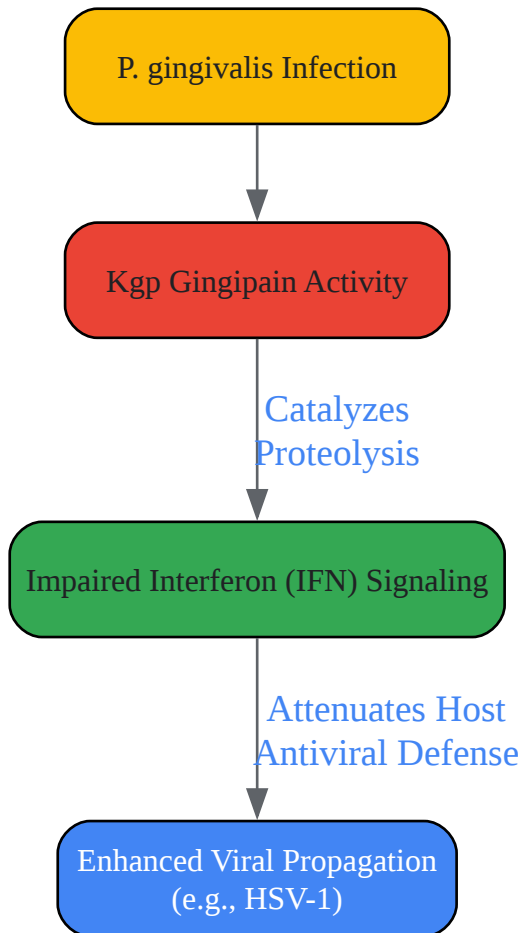 P. gingivalis Infection
Kgp Gingipain Activity
Catalyzes
Proteolysis
Impaired Interferon (IFN) Signaling
Attenuates Host
Antiviral Defense
Enhanced Viral Propagation
(e.g., HSV-1)